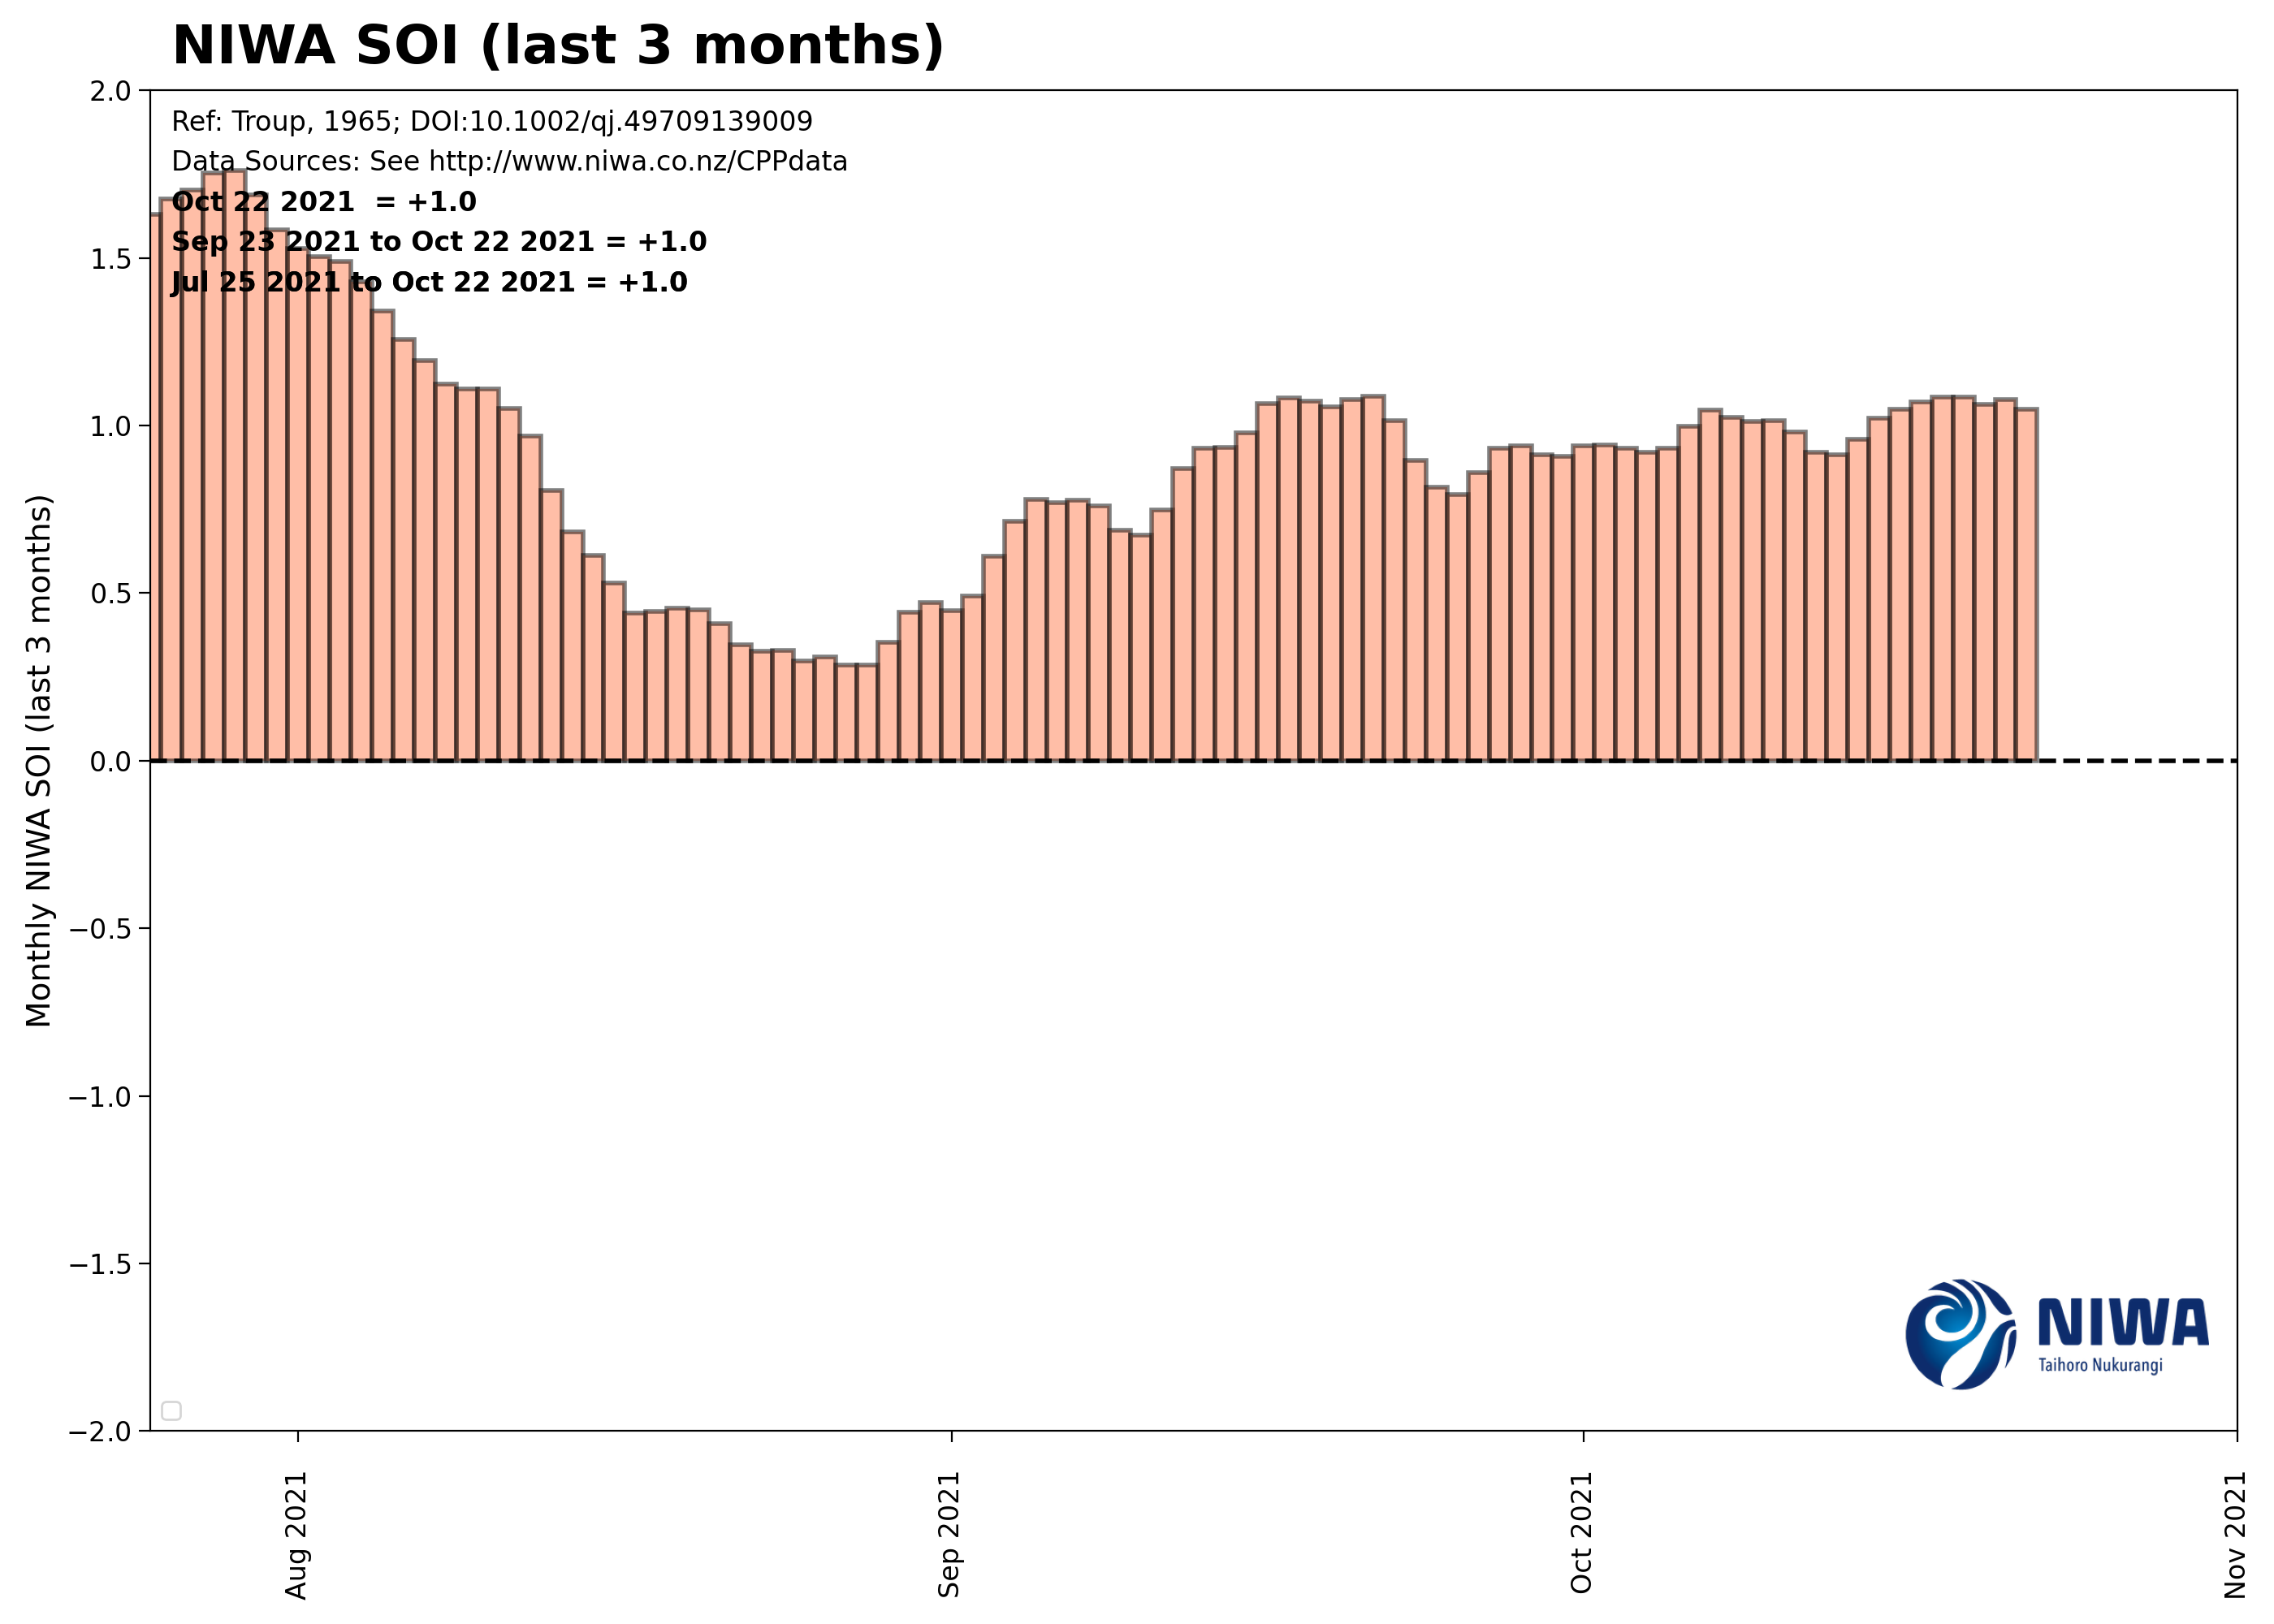 NIWA SOI (last 3 months)
Ref: Troup, 1965; DOI:10.1002/qj.49709139009
Data Sources: See http://www.niwa.co.nz/CPPdata
Oct 22 2021  = +1.0
Sep 23 2021 to Oct 22 2021 = +1.0
Jul 25 2021 to Oct 22 2021 = +1.0
Monthly NIWA SOI (last 3 months)
2.0
1.5
1.0
0.5
0.0
−0.5
−1.0
−1.5
−2.0
NIWA
Taihoro Nukurangi
Aug 2021
Sep 2021
Oct 2021
Nov 2021